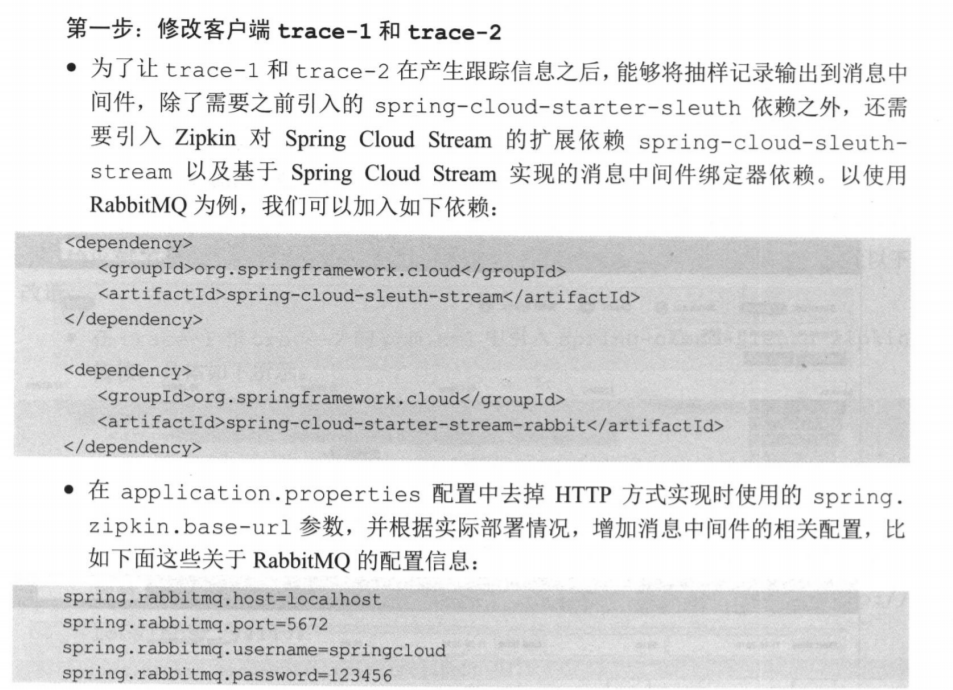 第一步：修改客户端 trace-1 和 trace-2
• 为了让 trace-1 和 trace-2 在产生跟踪信息之后，能够将抽样记录输出到消息中
间件，除了需要之前引入的 spring-cloud-starter-sleuth 依赖之外，还需
要引入 Zipkin 对 Spring Cloud Stream 的扩展依赖 spring-cloud-sleuth-
stream 以及基于 Spring Cloud Stream 实现的消息中间件绑定器依赖。以使用
RabbitMQ 为例，我们可以加入如下依赖：
<dependency>
<groupId>org.springframework.cloud</groupId>
<artifactId>spring-cloud-sleuth-stream</artifactId>
</dependency>
<dependency>
<groupId>org.springframework.cloud</groupId>
<artifactId>spring-cloud-starter-stream-rabbit</artifactId>
</dependency>
• 在 application.properties 配置中去掉 HTTP 方式实现时使用的 spring.
zipkin.base-url 参数，并根据实际部署情况，增加消息中间件的相关配置，比
如下面这些关于 RabbitMQ 的配置信息：
spring.rabbitmq.host=localhost
spring.rabbitmq.port=5672
spring.rabbitmq.username=springcloud
spring.rabbitmq.password=123456